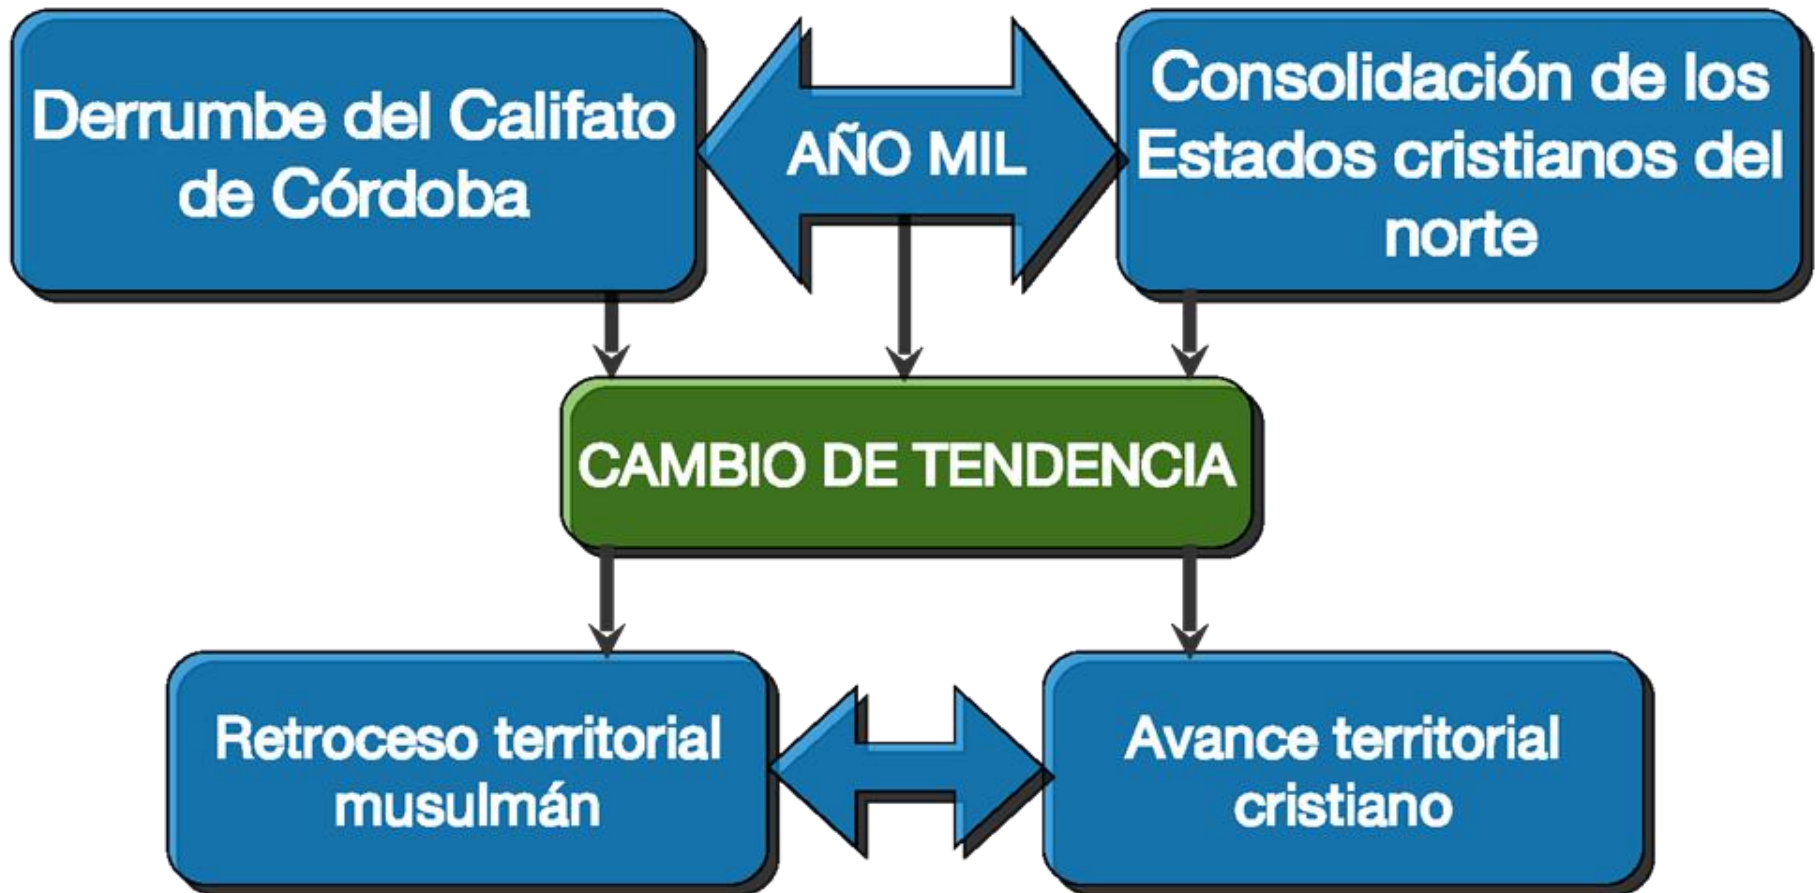 Derrumbe del Califato
de Córdoba
AÑO MIL
Consolidación de los
Estados cristianos del
norte
CAMBIO DE TENDENCIA
Retroceso territorial
musulmán
Avance territorial
cristiano